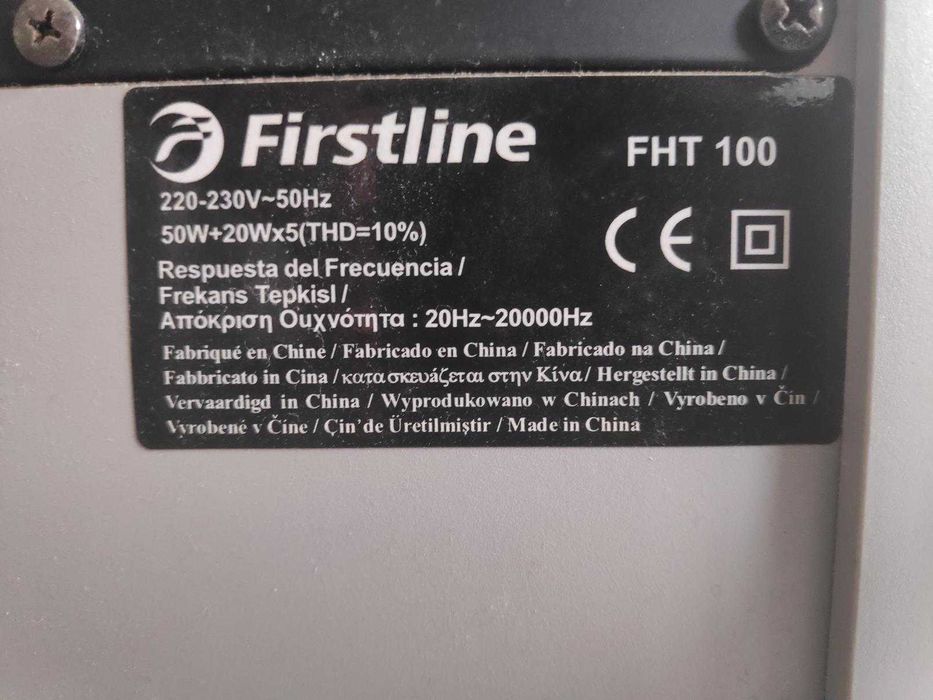 Firstline
FHT 100
220-230V~50Hz
50W+20Wx5(THD=10%)
CE
Respuesta del Frecuencia /
Frekans Tepkisl /
Απόκριση Ουχνότητα : 20Hz~20000Hz
Fabriqué en Chine / Fabricado en China / Fabricado na China /
Fabbricato in Cina / κατασκευάζεται στην Κίνα / Hergestellt in China /
Vervaardigd in China / Wyprodukowano w Chinach / Vyrobeno v Čín /
Vyrobené v Číne / Çin'de Üretilmiştir / Made in China